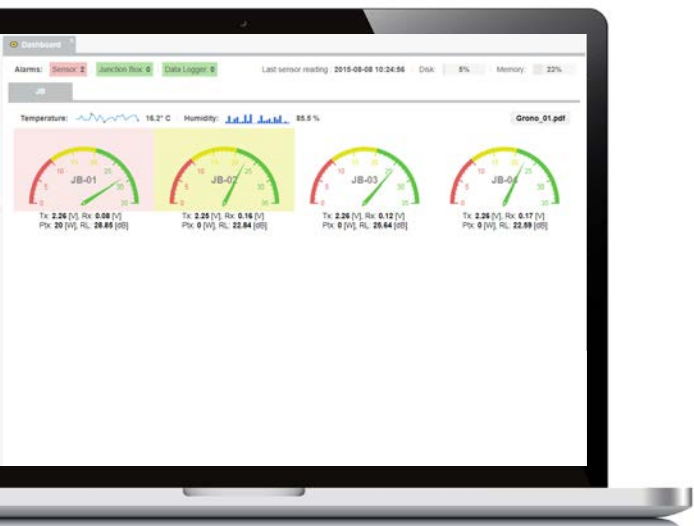 Dashboard
Alarms: Sensor: 2 Junction Box: 0 Data Logger: 0 Last sensor reading : 2015-08-08 10:24:56 Disk: 5% Memory: 22%
JB
Temperature: 16.2° C Humidity: 85.5 % Grono_01.pdf
JB-01
JB-02
JB-03
JB-04
Tx: 2.26 [V], Rx: 0.08 [V]
Ptx: 20 [W], RL: 28.85 [dB]
Tx: 2.25 [V], Rx: 0.16 [V]
Ptx: 0 [W], RL: 22.84 [dB]
Tx: 2.26 [V], Rx: 0.12 [V]
Ptx: 0 [W], RL: 25.64 [dB]
Tx: 2.26 [V], Rx: 0.17 [V]
Ptx: 0 [W], RL: 22.59 [dB]